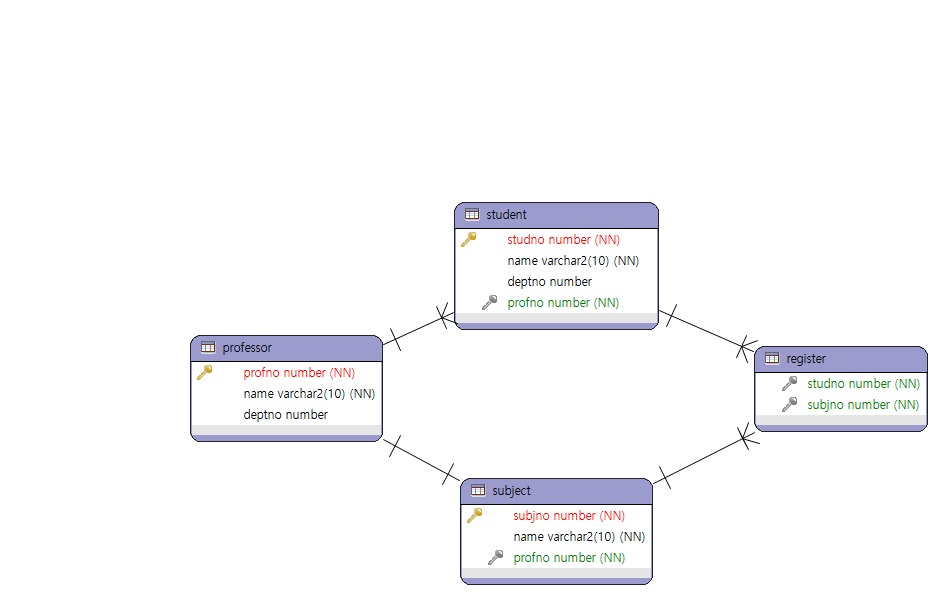 student
studno number (NN)
name varchar2(10) (NN)
deptno number
profno number (NN)
professor
profno number (NN)
name varchar2(10) (NN)
deptno number
register
studno number (NN)
subjno number (NN)
subject
subjno number (NN)
name varchar2(10) (NN)
profno number (NN)